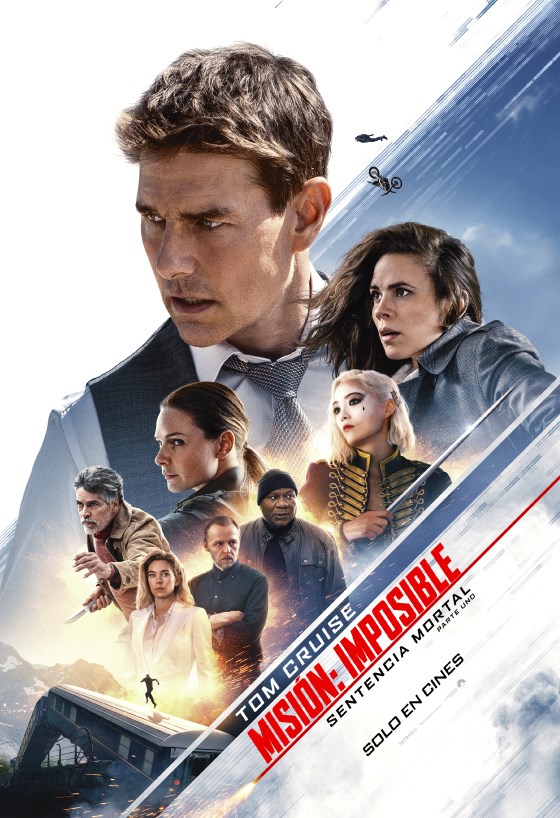 TOM CRUISE
MISIÓN: IMPOSIBLE
SENTENCIA MORTAL
PARTE UNO
SOLO EN CINES